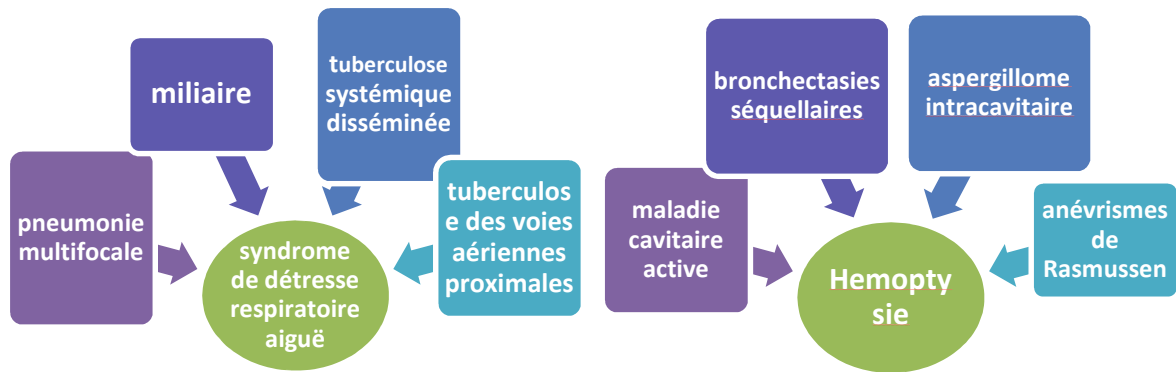 miliaire
tuberculose
systémique
disséminée
pneumonie
multifocale
tuberculos
e des voies
aériennes
proximales
syndrome
de détresse
respiratoire
aiguë
bronchectasies
séquellaires
aspergillome
intracavitaire
maladie
cavitaire
active
anévrismes
de
Rasmussen
Hemopty
sie